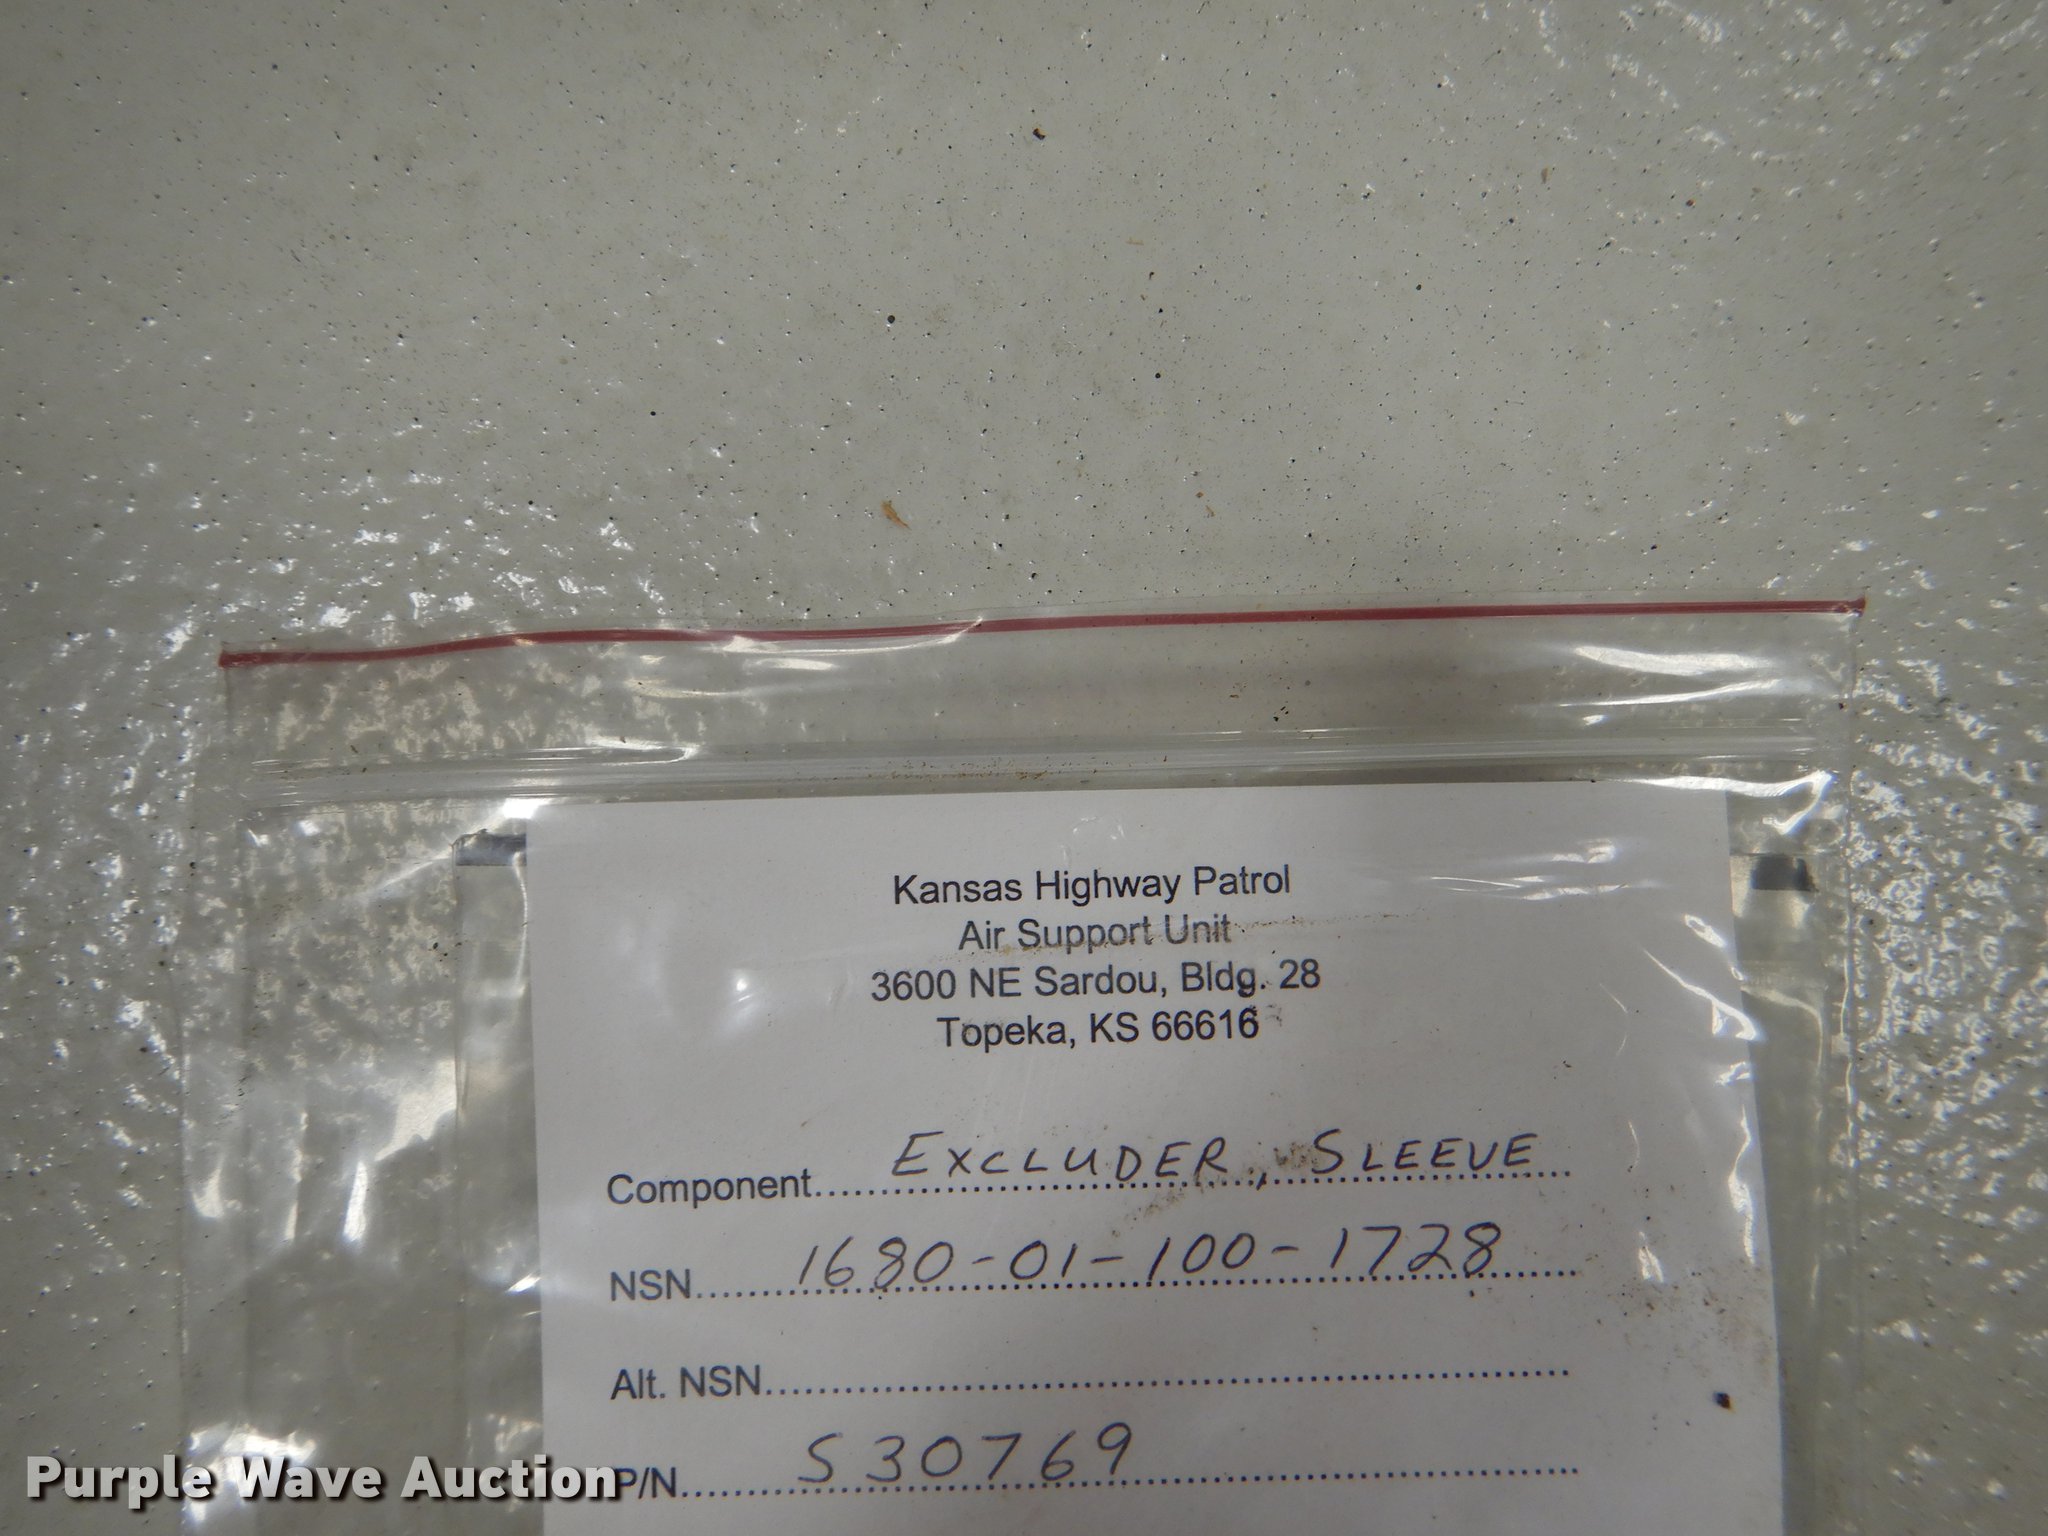 Kansas Highway Patrol
Air Support Unit
3600 NE Sardou, Bldg. 28
Topeka, KS 66616
Component.....EXCLUDER, SLEEVE
NSN.....1680-01-100-1728
Alt. NSN.....
P/N.....S30769
Purple Wave Auction